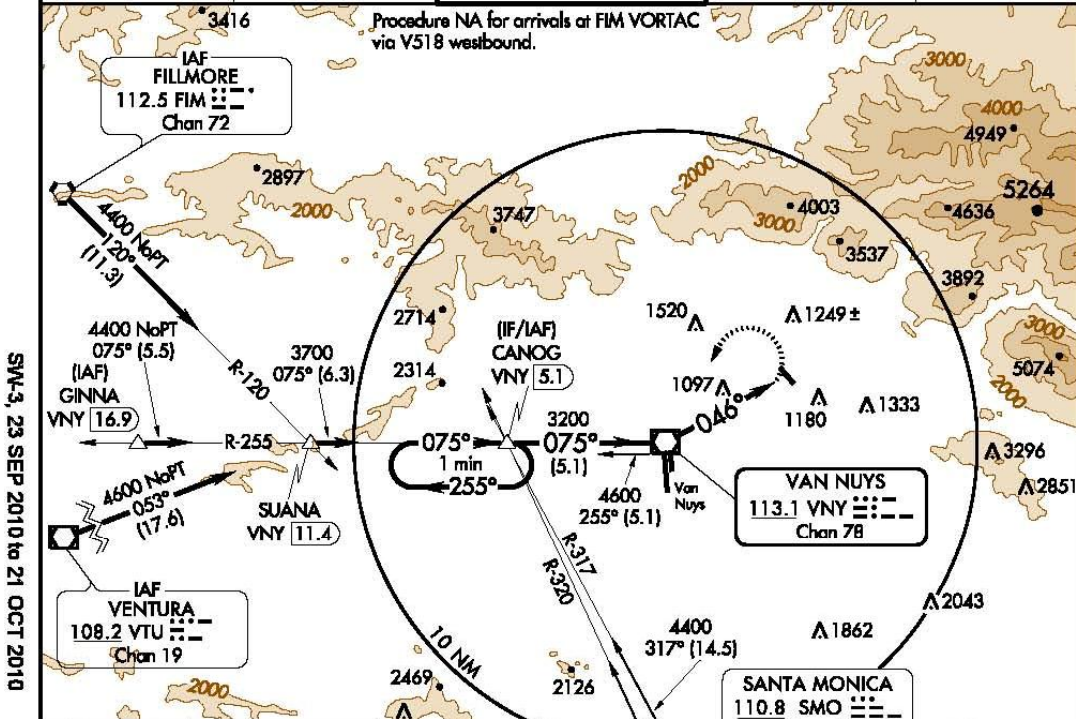 3416
Procedure NA for arrivals at FIM VORTAC
via V518 westbound.
IAF
FILLMORE
112.5 FIM
Chan 72
3000
4000
4949
2897
2000
2000
3747
4003
3000
5264
4636
3537
3892
4400 NoPT
120°
(11.3)
R-120
2714
2314
1520
1249±
3000
5074
2000
4400 NoPT
075° (5.5)
(IAF)
GINNA
VNY 16.9
3700
075° (6.3)
(IF/IAF)
CANOG
VNY 5.1
1097
046°
1180
1333
R-255
075°
1 min
255°
3200
075°
(5.1)
4600
255° (5.1)
Van
Nuys
3296
2851
4600 NoPT
053°
(17.6)
SUANA
VNY 11.4
VAN NUYS
113.1 VNY
Chan 78
IAF
VENTURA
108.2 VTU
Chan 19
R-317
R-320
2043
1862
4400
317° (14.5)
10 NM
2126
2469
2000
SANTA MONICA
110.8 SMO
SW-3, 23 SEP 2010 to 21 OCT 2010